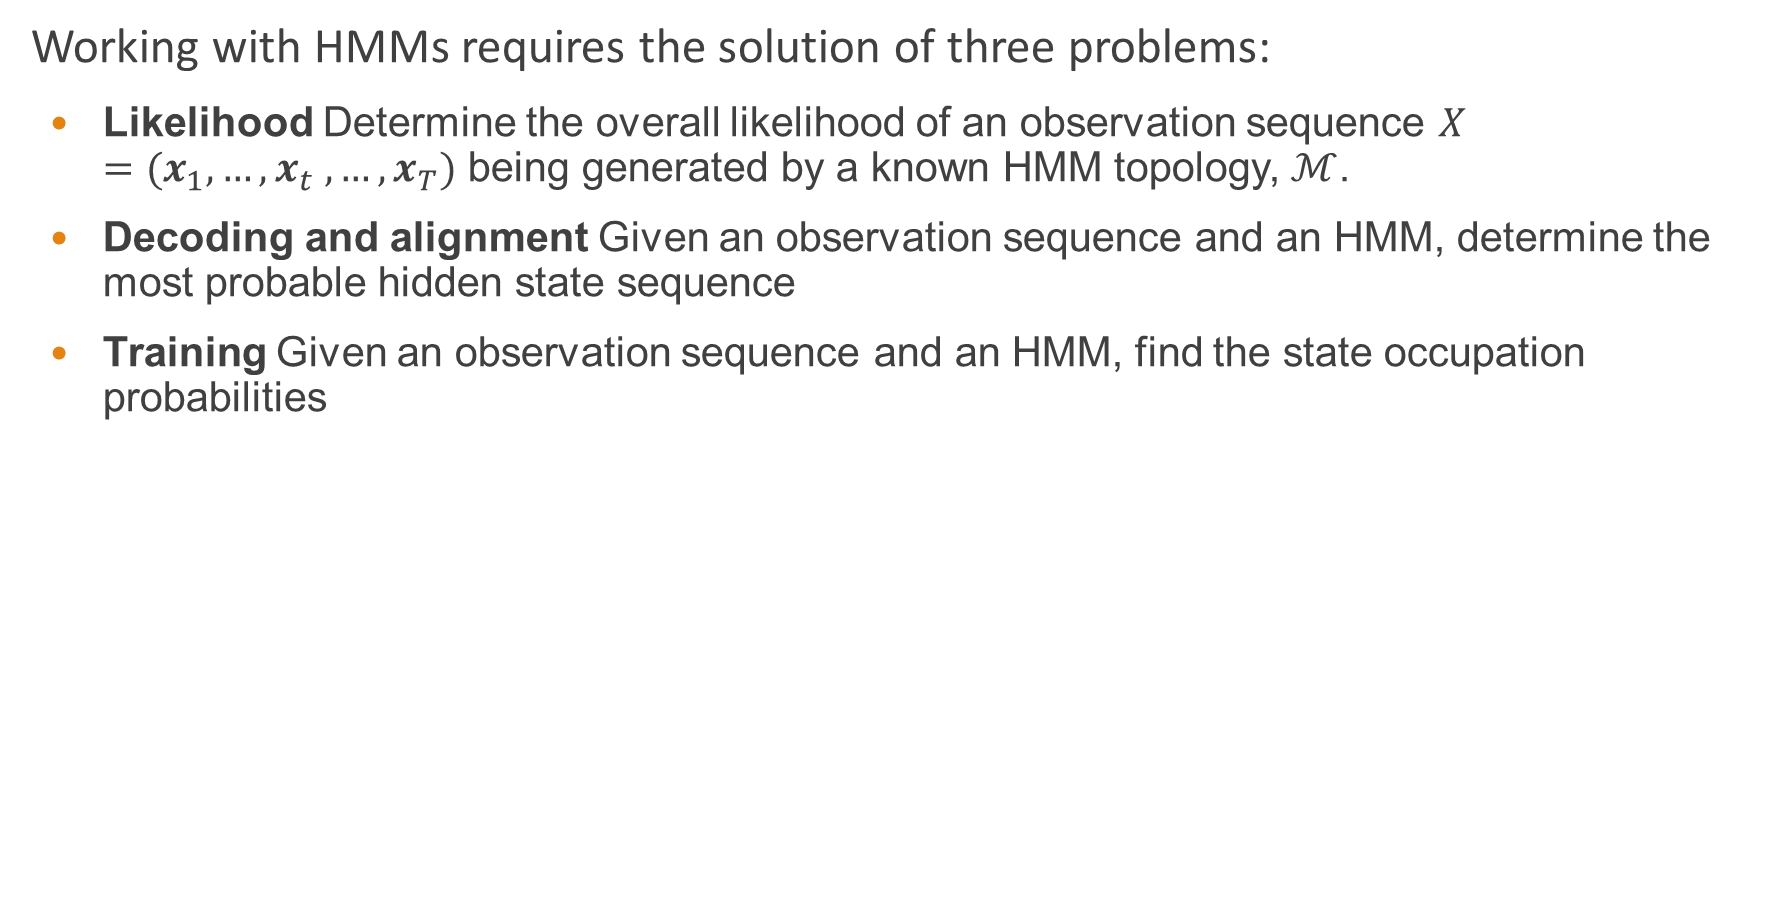 Working with HMMs requires the solution of three problems:
• Likelihood Determine the overall likelihood of an observation sequence X
= (x₁, … , xₜ , … , x_T) being generated by a known HMM topology, ℳ.
• Decoding and alignment Given an observation sequence and an HMM, determine the
most probable hidden state sequence
• Training Given an observation sequence and an HMM, find the state occupation
probabilities